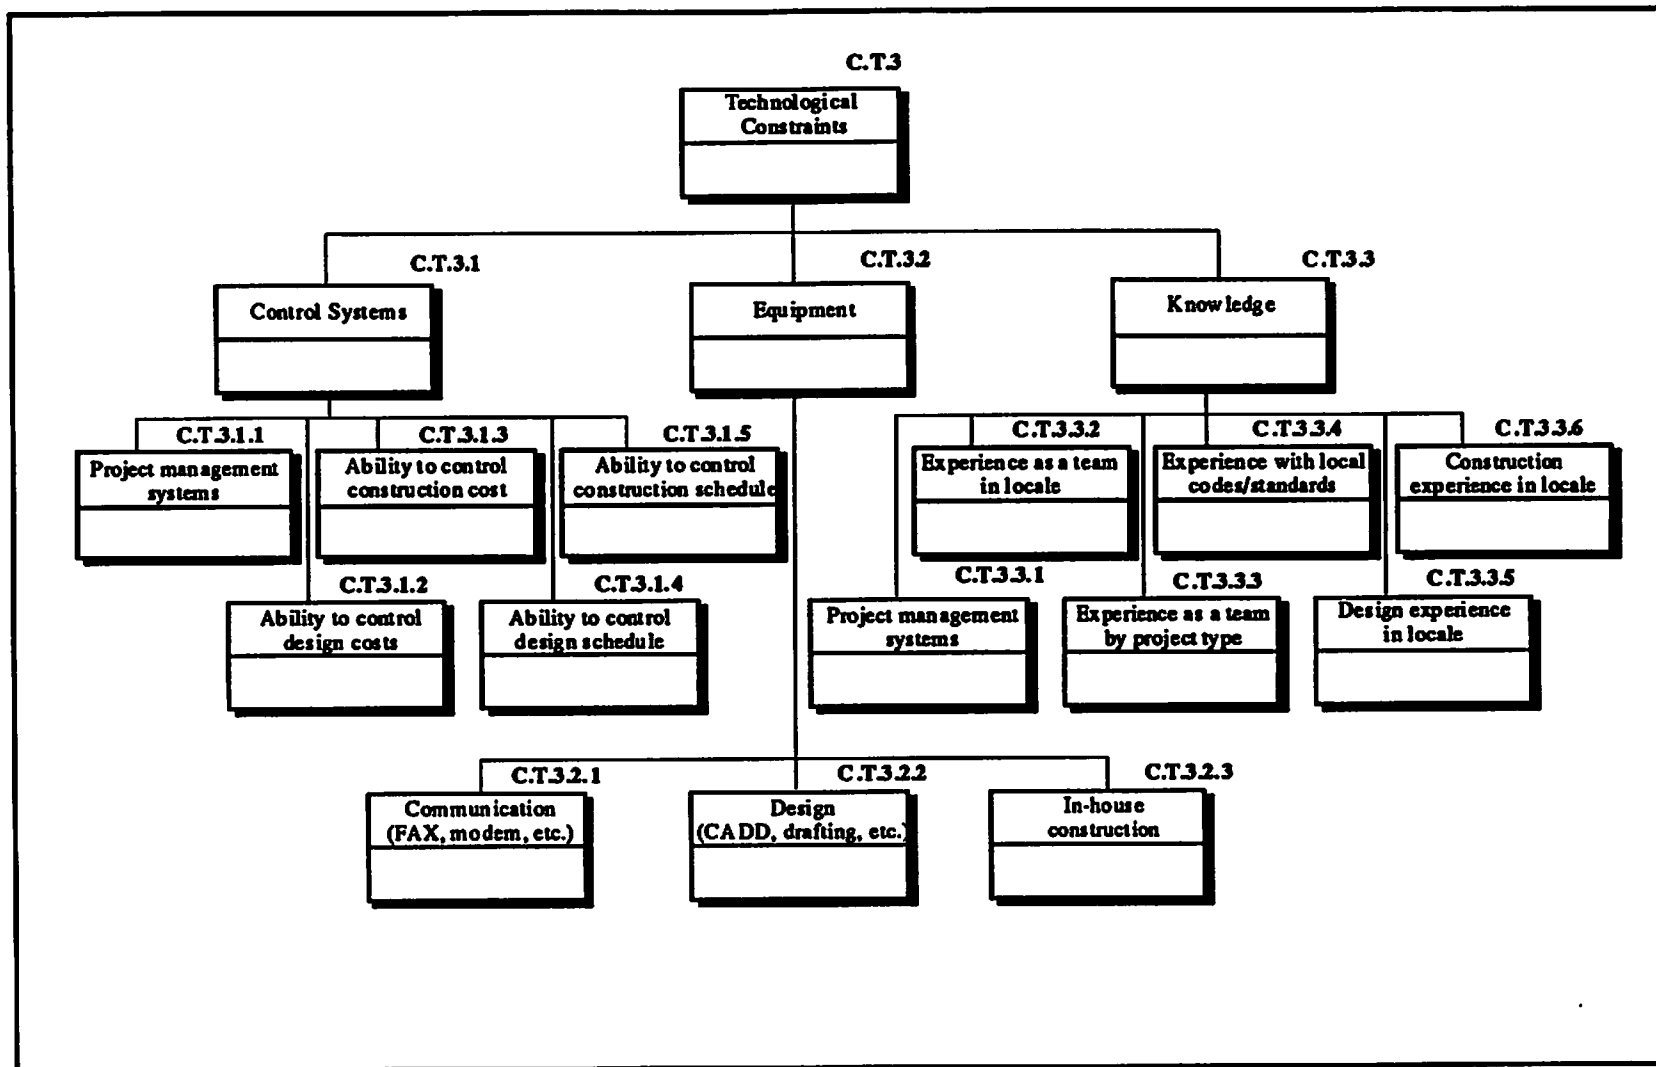 C.T.3
Technological
Constraints
C.T.3.1
Control Systems
C.T.3.2
Equipment
C.T.3.3
Knowledge
C.T.3.1.1
Project management
systems
C.T.3.1.3
Ability to control
construction cost
C.T.3.1.5
Ability to control
construction schedule
C.T.3.3.2
Experience as a team
in locale
C.T.3.3.4
Experience with local
codes/standards
C.T.3.3.6
Construction
experience in locale
C.T.3.1.2
Ability to control
design costs
C.T.3.1.4
Ability to control
design schedule
C.T.3.3.1
Project management
systems
C.T.3.3.3
Experience as a team
by project type
C.T.3.3.5
Design experience
in locale
C.T.3.2.1
Communication
(FAX, modem, etc.)
C.T.3.2.2
Design
(CADD, drafting, etc.)
C.T.3.2.3
In-house
construction